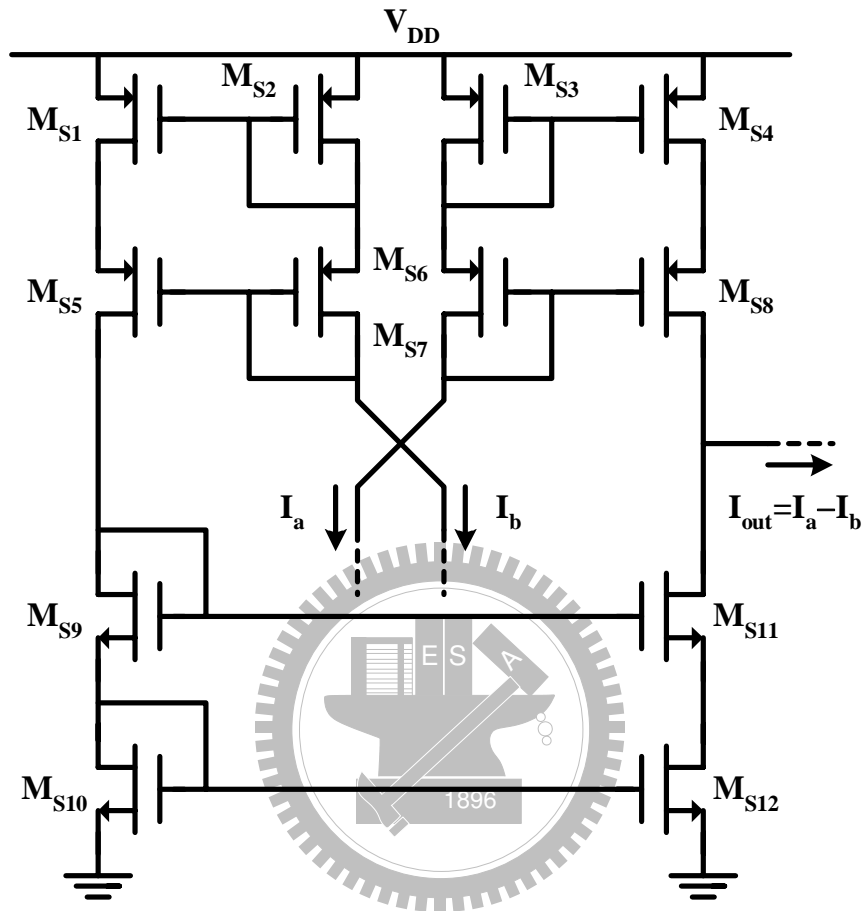 V_DD
M_S1
M_S2
M_S3
M_S4
M_S5
M_S6
M_S7
M_S8
I_a
I_b
I_out=I_a−I_b
M_S9
M_S11
E S A
M_S10
1896
M_S12